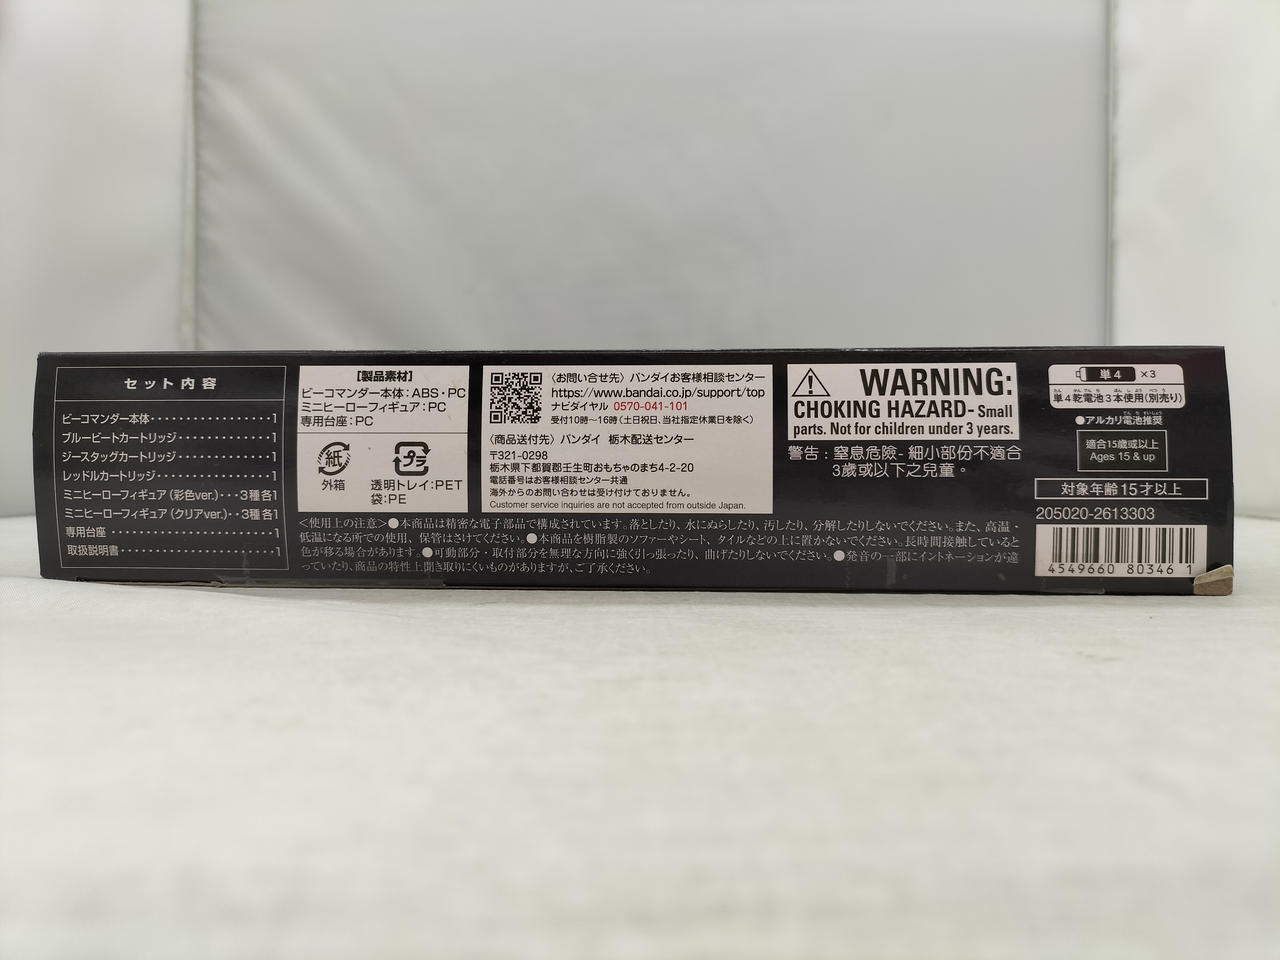 セット内容
ビーコマンダー本体・・・・・・・・・・・・・・1
ブルービートカートリッジ・・・・・・・・・・・1
ジースタッグカートリッジ・・・・・・・・・・・1
レッドルカートリッジ・・・・・・・・・・・・・1
ミニヒーローフィギュア(彩色ver.)・・・3種各1
ミニヒーローフィギュア(クリアver.)・・3種各1
専用台座・・・・・・・・・・・・・・・・・・・1
取扱説明書・・・・・・・・・・・・・・・・・・1
【製品素材】
ビーコマンダー本体:ABS・PC
ミニヒーローフィギュア:PC
専用台座:PC
紙
外箱
プラ
透明トレイ:PET
袋:PE
〈お問い合せ先〉バンダイお客様相談センター
https://www.bandai.co.jp/support/top
ナビダイヤル 0570-041-101
受付10時~16時(土日祝日、当社指定休業日を除く)
〈商品送付先〉バンダイ 栃木配送センター
〒321-0298
栃木県下都賀郡壬生町おもちゃのまち4-2-20
電話番号はお客様相談センター共通
海外からのお問い合わせは受け付けておりません。
Customer service inquiries are not accepted from outside Japan.
<使用上の注意>●本商品は精密な電子部品で構成されています。落としたり、水にぬらしたり、汚したり、分解したりしないでください。また、高温・
低温になる所での使用、保管はさけてください。●本商品を樹脂製のソファーやシート、タイルなどの上に置かないでください。長時間接触していると
色が移る場合があります。●可動部分・取付部分を無理な方向に強く引っ張ったり、曲げたりしないでください。●発音の一部にイントネーションが違
っていたり、商品の特性上聞き取りにくいものがありますが、ご了承ください。
WARNING:
CHOKING HAZARD- Small
parts. Not for children under 3 years.
警告:窒息危險-細小部份不適合
3歲或以下之兒童。
単4 ×3
単4乾電池3本使用(別売り)
●アルカリ電池推奨
適合15歲或以上
Ages 15 & up
対象年齢15才以上
205020-2613303
4549660 80346 1